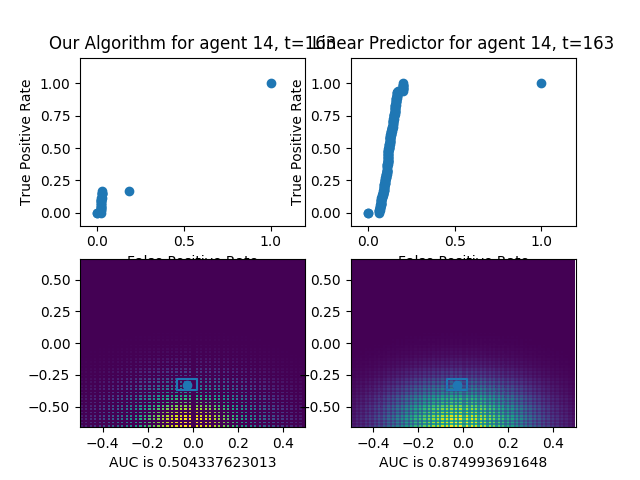 Our Algorithm for agent 14, t=163
Linear Predictor for agent 14, t=163
True Positive Rate
1.00
0.75
0.50
0.25
0.00
0.0 0.5 1.0
False Positive Rate
True Positive Rate
1.00
0.75
0.50
0.25
0.00
0.0 0.5 1.0
False Positive Rate
0.50
0.25
0.00
−0.25
−0.50
−0.4 −0.2 0.0 0.2 0.4
AUC is 0.504337623013
0.50
0.25
0.00
−0.25
−0.50
−0.4 −0.2 0.0 0.2 0.4
AUC is 0.874993691648